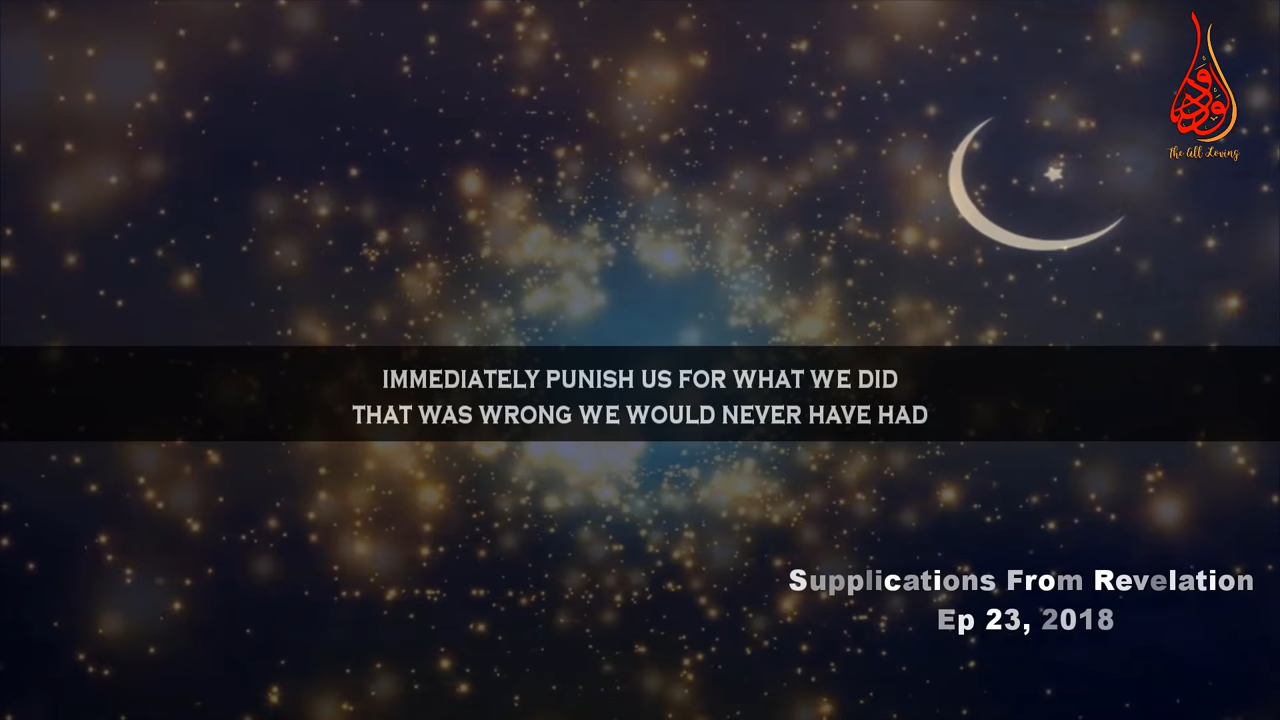 الودود
The All Loving
IMMEDIATELY PUNISH US FOR WHAT WE DID
THAT WAS WRONG WE WOULD NEVER HAVE HAD
Supplications From Revelation
Ep 23, 2018